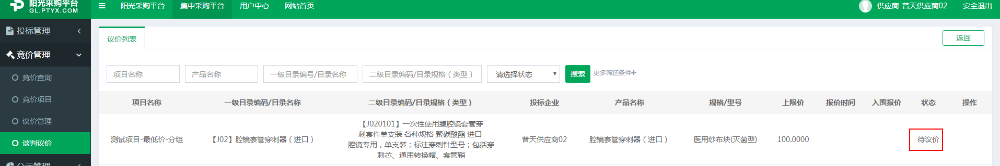 阳光采购平台
GL.PTYX.COM
阳光采购平台 集中采购平台 用户中心 网站首页 供应商-普天供应商02 安全退出
投标管理
竞价管理
竞价查询
竞价项目
议价管理
谈判议价
公示管理
议价列表 返回
项目名称 产品名称 一级目录编号/目录名称 二级目录编码/目录规格（类型） 请选择状态 搜索 更多筛选条件+
项目名称 一级目录编码/目录名称 二级目录编码/目录规格（类型） 投标企业 产品名称 规格/型号 上限价 报价时间 入围报价 状态 操作
测试项目-最低价-分组 【J02】腔镜套管穿刺器（进口） 【J020101】一次性使用腹腔镜套管穿
刺套件单支装 各种规格 聚碳酸酯 进口
腔镜专用，单支装；标注穿刺针型号；包括穿
刺芯、通用转换帽、套管鞘
普天供应商02 腔镜套管穿刺器（进口） 医用纱布块(灭菌型) 100.0000 待议价